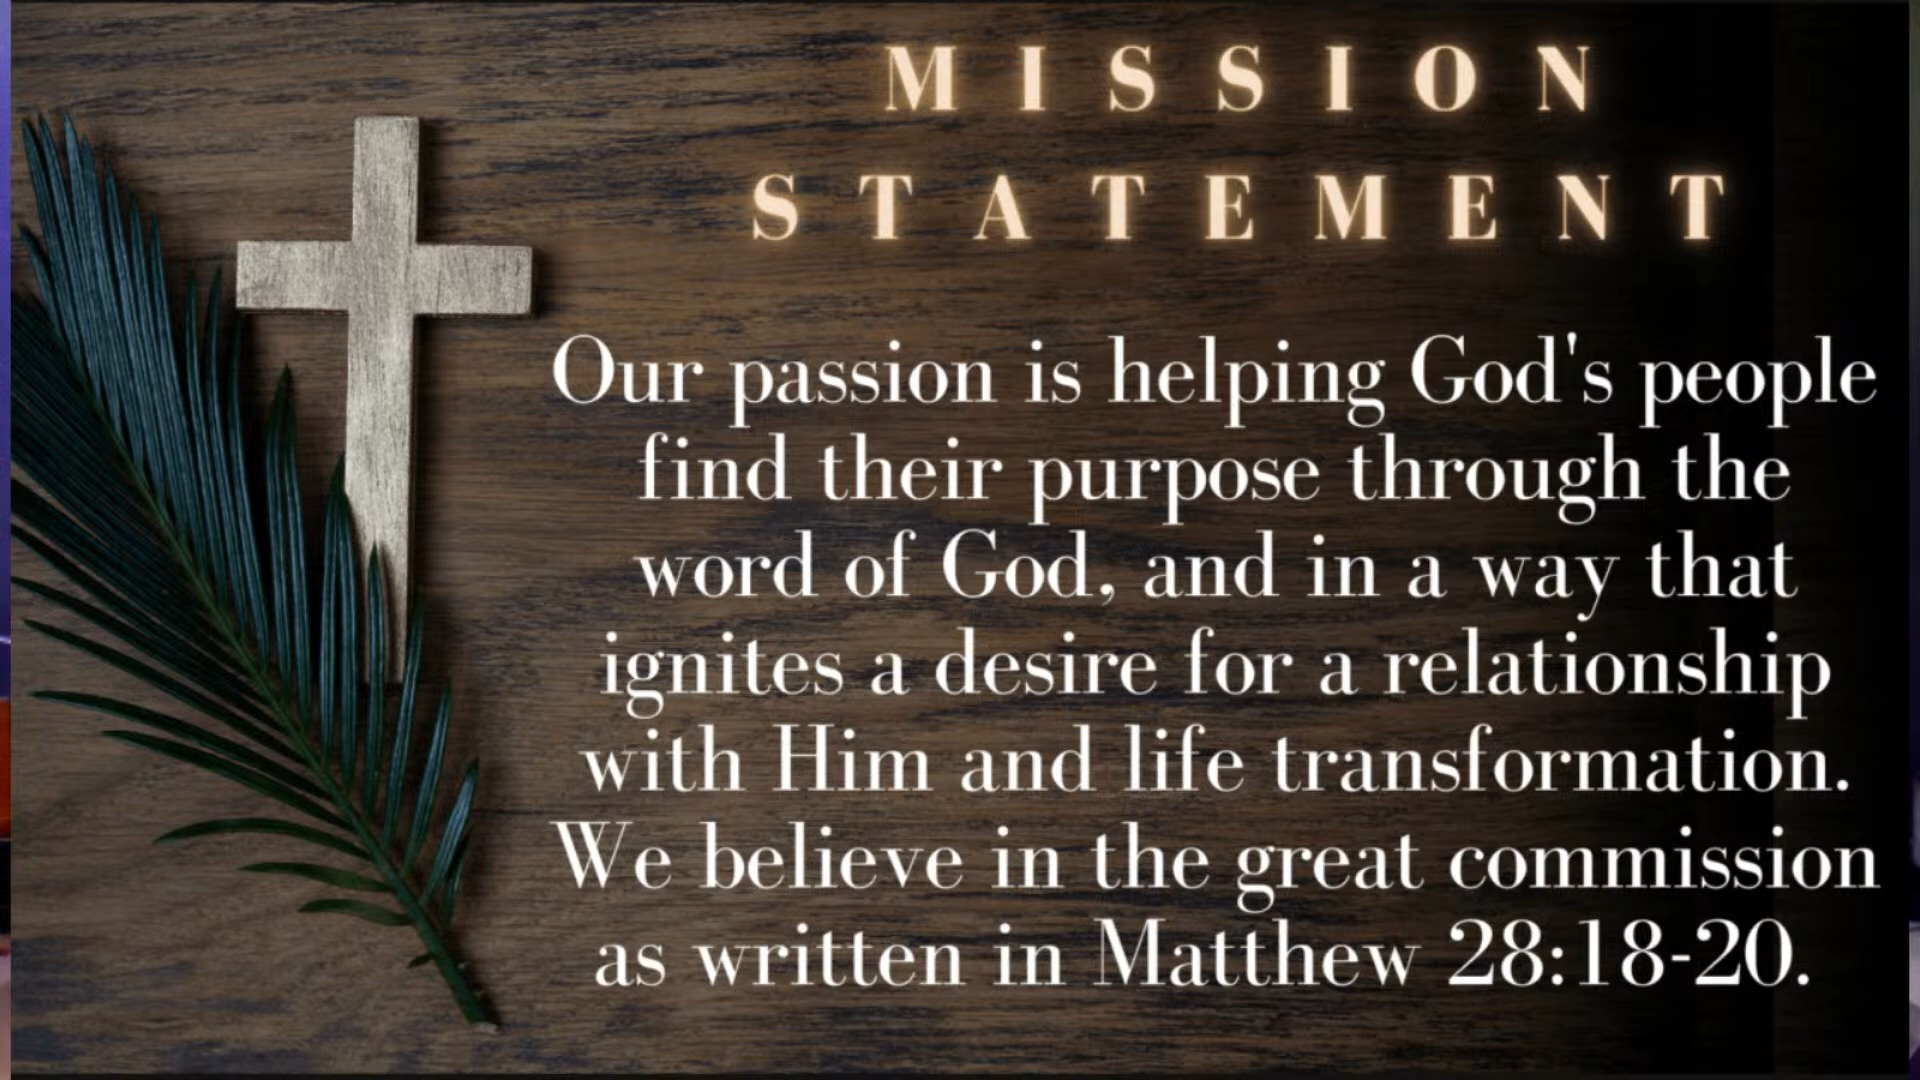 MISSION
STATEMENT
Our passion is helping God's people
find their purpose through the
word of God, and in a way that
ignites a desire for a relationship
with Him and life transformation.
We believe in the great commission
as written in Matthew 28:18-20.